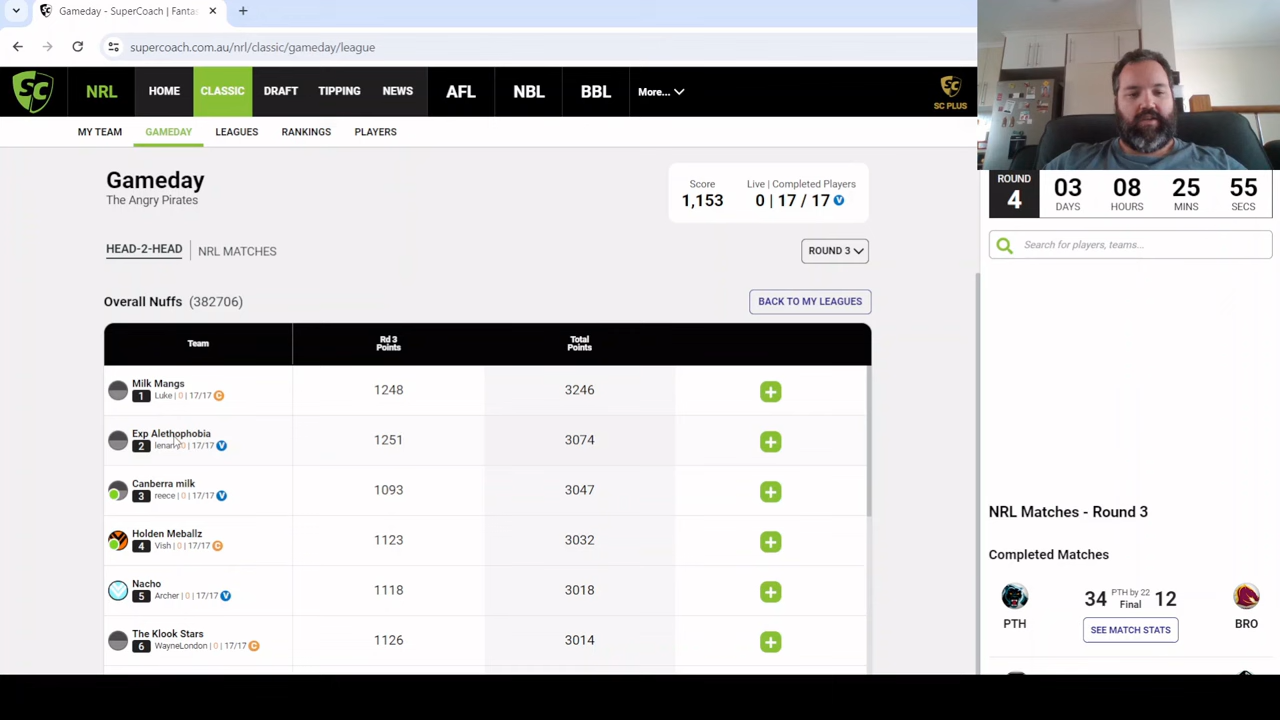 Gameday - SuperCoach | Fantas
supercoach.com.au/nrl/classic/gameday/league
SC NRL HOME CLASSIC DRAFT TIPPING NEWS AFL NBL BBL More... SC PLUS
MY TEAM GAMEDAY LEAGUES RANKINGS PLAYERS
Gameday
The Angry Pirates
Score Live | Completed Players
1,153 0 | 17 / 17 V
HEAD-2-HEAD NRL MATCHES ROUND 3
Overall Nuffs (382706) BACK TO MY LEAGUES
Team Rd 3 Points Total Points
Milk Mangs
1 Luke | 0 | 17/17 C 1248 3246
Exp Alethophobia
2 17/17 V 1251 3074
Canberra milk
3 reece | 0 | 17/17 V 1093 3047
Holden Meballz
4 Vish | 0 | 17/17 C 1123 3032
Nacho
5 Archer | 0 | 17/17 V 1118 3018
The Klook Stars
6 WayneLondon | 0 | 17/17 C 1126 3014
ROUND 4 03 DAYS 08 HOURS 25 MINS 55 SECS
Search for players, teams...
NRL Matches - Round 3
Completed Matches
PTH 34 PTH by 22 Final 12 BRO
SEE MATCH STATS